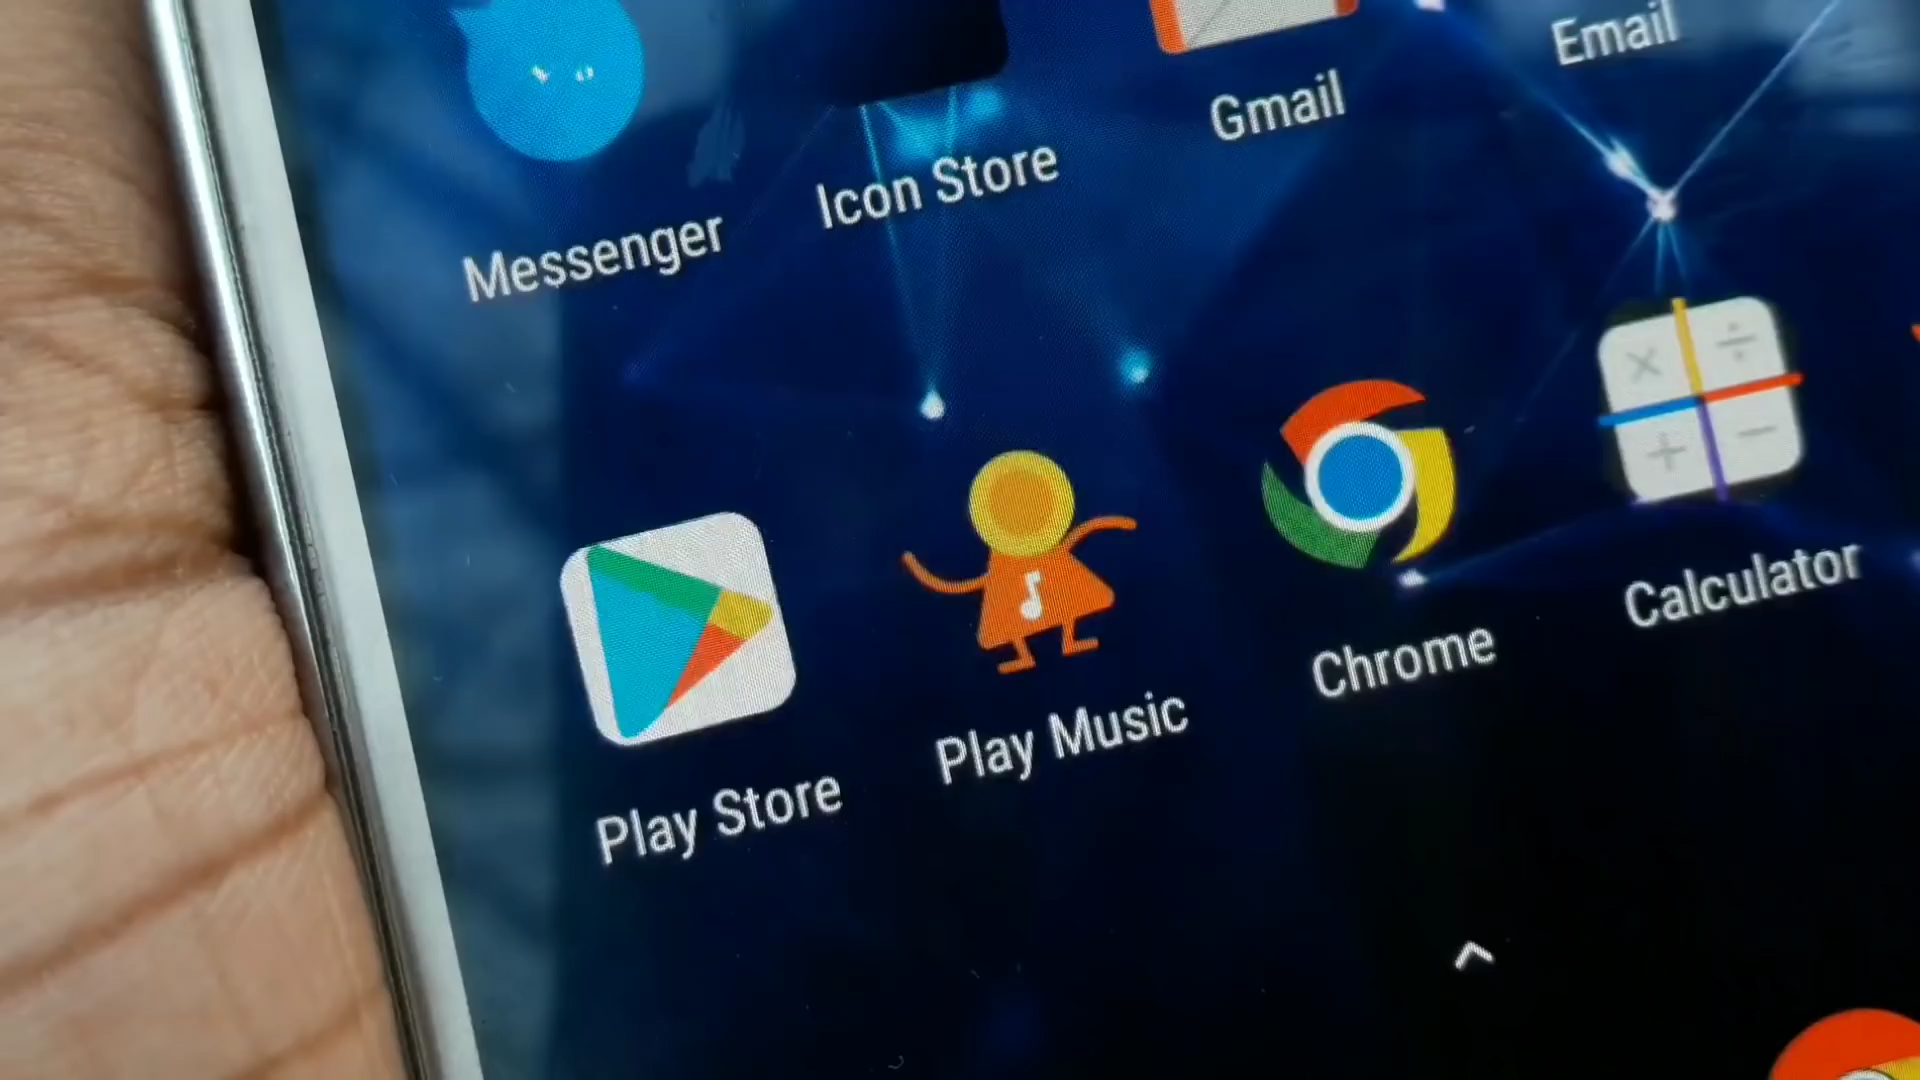 Messenger
Icon Store
Gmail
Email
Play Store
Play Music
Chrome
Calculator